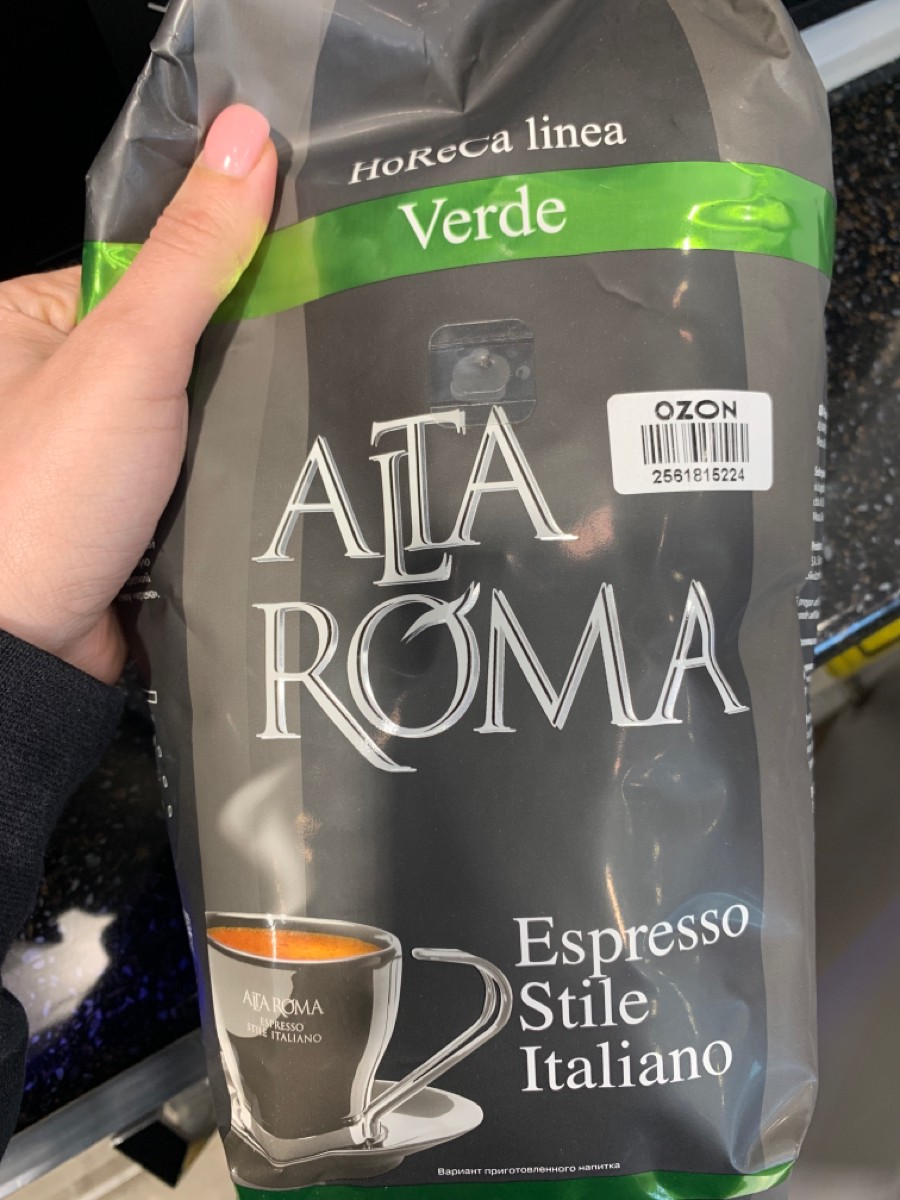 HoReCa linea
Verde
OZON
2561815224
ALTA
ROMA
ALTA ROMA
ESPRESSO
STILE ITALIANO
Espresso
Stile
Italiano
Вариант приготовленного напитка